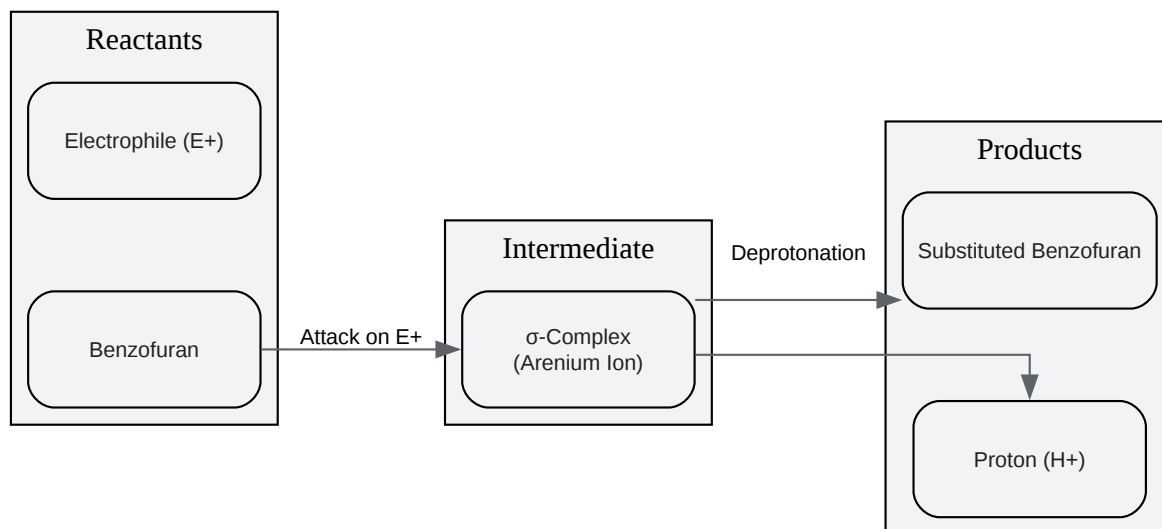 Reactants
Electrophile (E+)
Benzofuran
Attack on E+
Intermediate
σ-Complex
(Arenium Ion)
Deprotonation
Products
Substituted Benzofuran
Proton (H+)